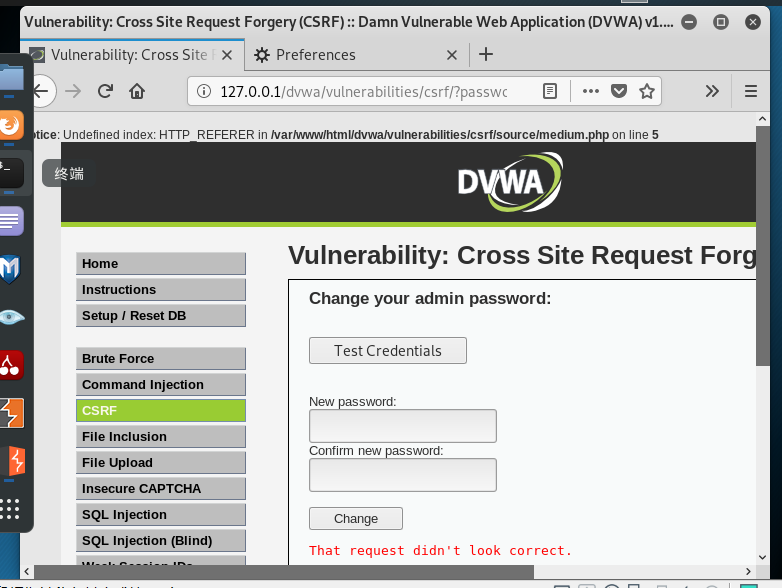 Vulnerability: Cross Site Request Forgery (CSRF) :: Damn Vulnerable Web Application (DVWA) v1....
Vulnerability: Cross Site
Preferences
127.0.0.1/dvwa/vulnerabilities/csrf/?passwo
otice: Undefined index: HTTP_REFERER in /var/www/html/dvwa/vulnerabilities/csrf/source/medium.php on line 5
终端
DVWA
Home
Instructions
Setup / Reset DB
Brute Force
Command Injection
CSRF
File Inclusion
File Upload
Insecure CAPTCHA
SQL Injection
SQL Injection (Blind)
Weak Session IDs
Vulnerability: Cross Site Request Forg
Change your admin password:
Test Credentials
New password:
Confirm new password:
Change
That request didn't look correct.